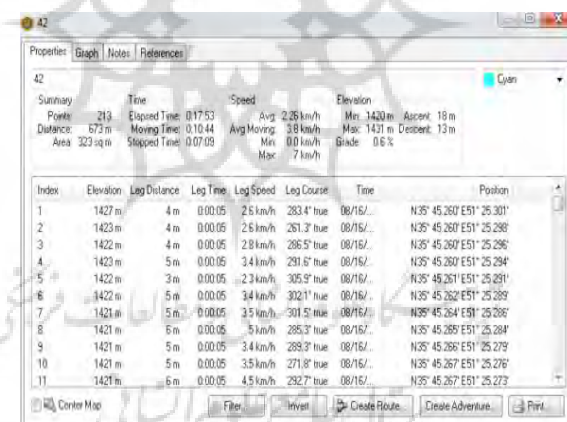 42
Properties Graph Notes References
42 Cyan
Summary Time Speed Elevation
Points: 213 Elapsed Time: 0:17:53 Avg: 2.26 km/h Min: 1420 m Ascent: 18 m
Distance: 673 m Moving Time: 0:10:44 Avg Moving: 3.8 km/h Max: 1431 m Descent: 13 m
Area: 323 sq m Stopped Time: 0:07:09 Min: 0.0 km/h Grade: 0.6 %
Max: 7 km/h
Index Elevation Leg Distance Leg Time Leg Speed Leg Course Time Position
1 1427 m 4 m 0:00:05 2.6 km/h 283.4° true 08/16/... N35° 45.260' E51° 25.301'
2 1423 m 4 m 0:00:05 2.6 km/h 261.3° true 08/16/... N35° 45.260' E51° 25.298'
3 1422 m 4 m 0:00:05 2.8 km/h 286.5° true 08/16/... N35° 45.260' E51° 25.296'
4 1423 m 5 m 0:00:05 3.4 km/h 291.6° true 08/16/... N35° 45.260' E51° 25.294'
5 1422 m 3 m 0:00:05 2.3 km/h 305.9° true 08/16/... N35° 45.261' E51° 25.291'
6 1422 m 5 m 0:00:05 3.4 km/h 302.1° true 08/16/... N35° 45.262' E51° 25.289'
7 1421 m 5 m 0:00:05 3.5 km/h 301.5° true 08/16/... N35° 45.264' E51° 25.286'
8 1421 m 6 m 0:00:05 5 km/h 285.3° true 08/16/... N35° 45.265' E51° 25.284'
9 1421 m 5 m 0:00:05 3.4 km/h 289.3° true 08/16/... N35° 45.266' E51° 25.279'
10 1421 m 5 m 0:00:05 3.5 km/h 271.8° true 08/16/... N35° 45.267' E51° 25.276'
11 1421 m 6 m 0:00:05 4.5 km/h 292.7° true 08/16/... N35° 45.267' E51° 25.273'
Center Map Filter... Invert Create Route... Create Adventure... Print...